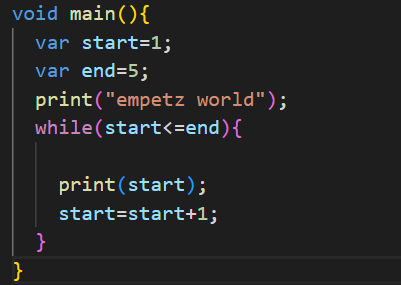 void main(){
var start=1;
var end=5;
print("empetz world");
while(start<=end){
print(start);
start=start+1;
}
}